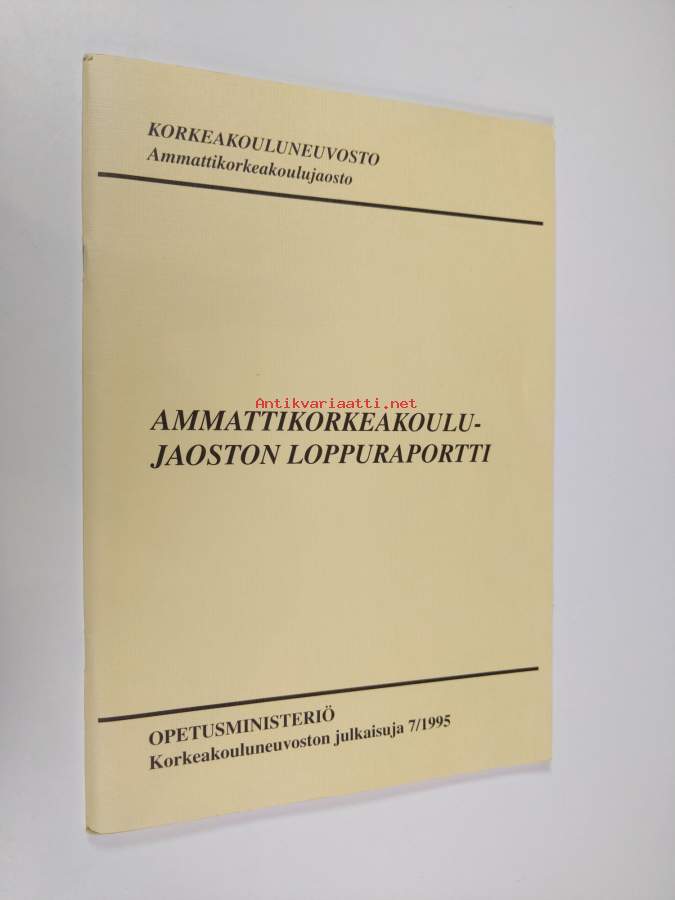 KORKEAKOULUNEUVOSTO
Ammattikorkeakoulujaosto
Antikvariaatti.net
AMMATTIKORKEAKOULU-
JAOSTON LOPPURAPORTTI
OPETUSMINISTERIÖ
Korkeakouluneuvoston julkaisuja 7/1995